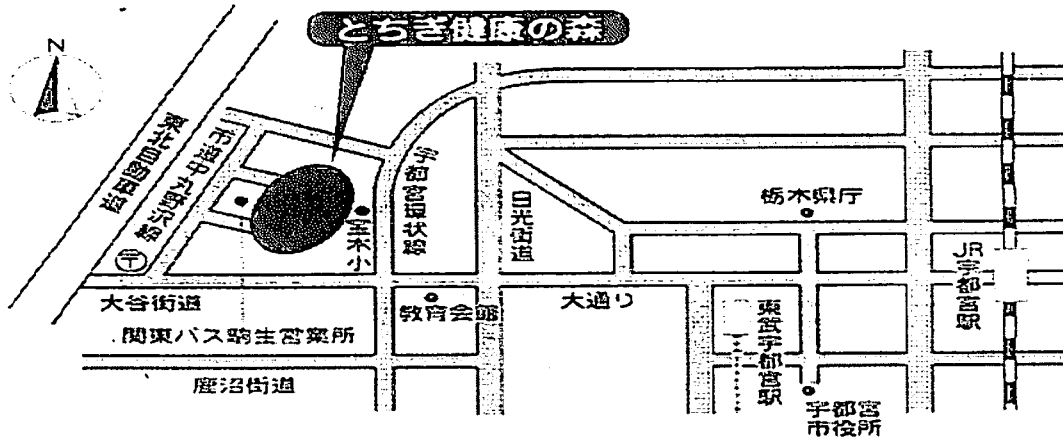 とちぎ健康の森
N
東北自動車道
市道中丸野沢線
宇都宮環状線
日光街道
栃木県庁
宝木小
〒
JR宇都宮駅
大谷街道
教育会館
大通り
東武宇都宮駅
関東バス駒生営業所
鹿沼街道
宇都宮
市役所